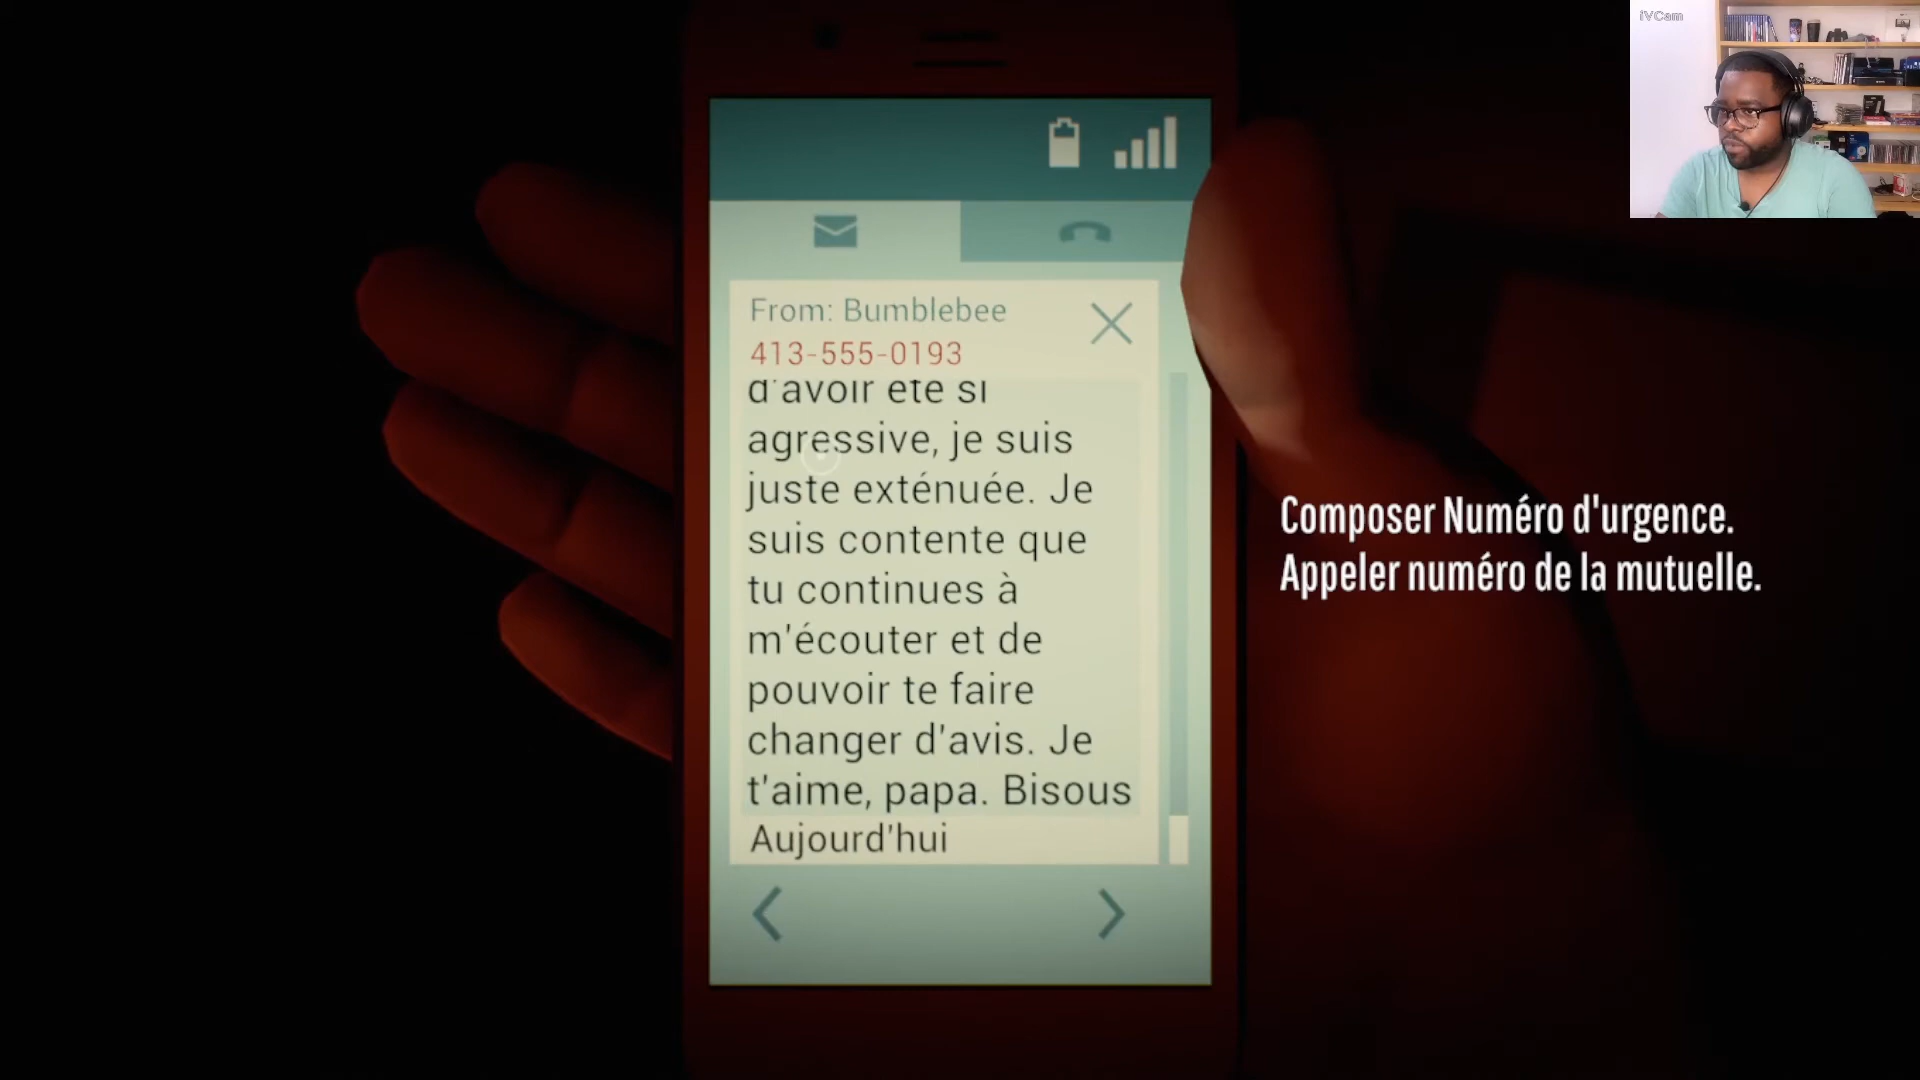 iVCam
From: Bumblebee
413-555-0193
d'avoir été si
agressive, je suis
juste exténuée. Je
suis contente que
tu continues à
m'écouter et de
pouvoir te faire
changer d'avis. Je
t'aime, papa. Bisous
Aujourd'hui
Composer Numéro d'urgence.
Appeler numéro de la mutuelle.